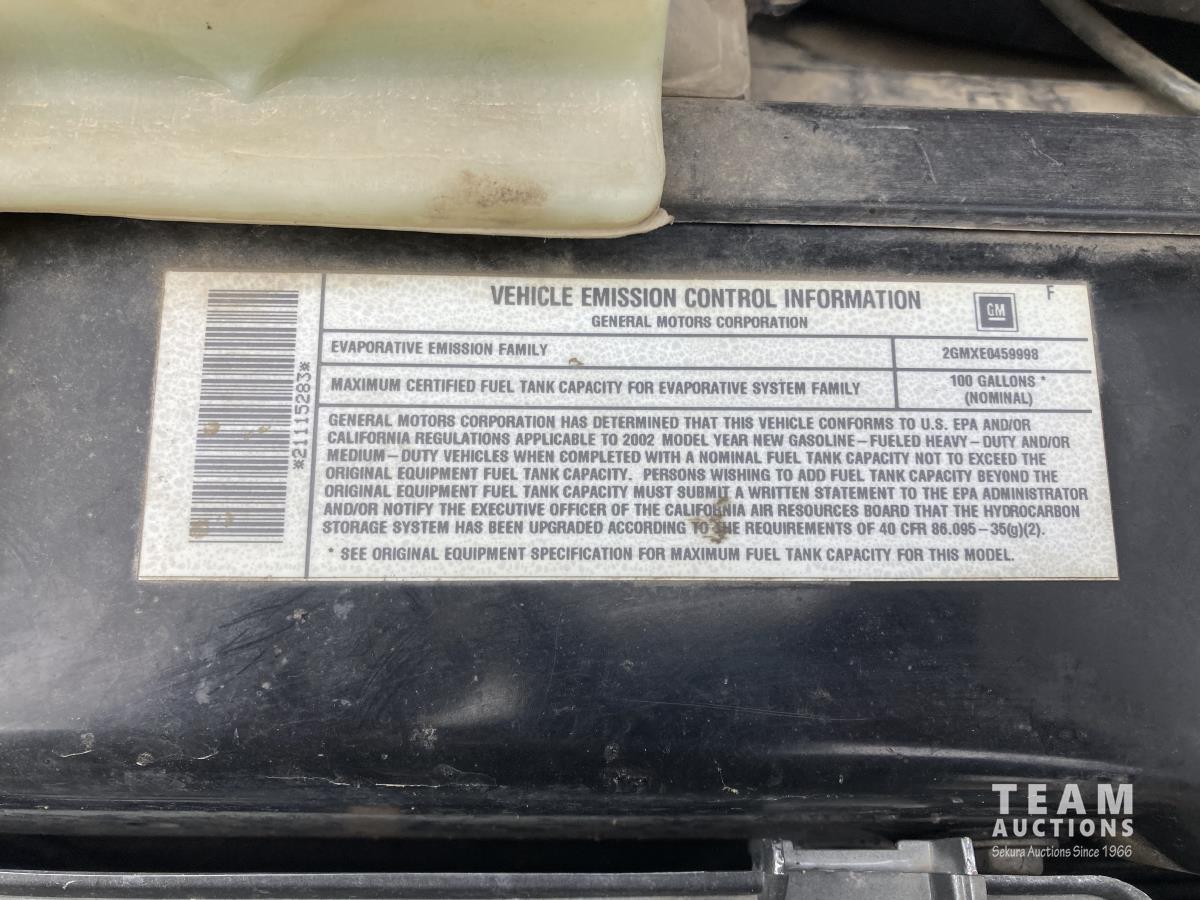 VEHICLE EMISSION CONTROL INFORMATION
GENERAL MOTORS CORPORATION
GM
F
EVAPORATIVE EMISSION FAMILY 2GMXE0459998
MAXIMUM CERTIFIED FUEL TANK CAPACITY FOR EVAPORATIVE SYSTEM FAMILY 100 GALLONS *
(NOMINAL)
GENERAL MOTORS CORPORATION HAS DETERMINED THAT THIS VEHICLE CONFORMS TO U.S. EPA AND/OR
CALIFORNIA REGULATIONS APPLICABLE TO 2002 MODEL YEAR NEW GASOLINE-FUELED HEAVY-DUTY AND/OR
MEDIUM-DUTY VEHICLES WHEN COMPLETED WITH A NOMINAL FUEL TANK CAPACITY NOT TO EXCEED THE
ORIGINAL EQUIPMENT FUEL TANK CAPACITY. PERSONS WISHING TO ADD FUEL TANK CAPACITY BEYOND THE
ORIGINAL EQUIPMENT FUEL TANK CAPACITY MUST SUBMIT A WRITTEN STATEMENT TO THE EPA ADMINISTRATOR
AND/OR NOTIFY THE EXECUTIVE OFFICER OF THE CALIFORNIA AIR RESOURCES BOARD THAT THE HYDROCARBON
STORAGE SYSTEM HAS BEEN UPGRADED ACCORDING TO THE REQUIREMENTS OF 40 CFR 86.095-35(g)(2).
* SEE ORIGINAL EQUIPMENT SPECIFICATION FOR MAXIMUM FUEL TANK CAPACITY FOR THIS MODEL.
*21115283*
TEAM
AUCTIONS
Sekura Auctions Since 1966